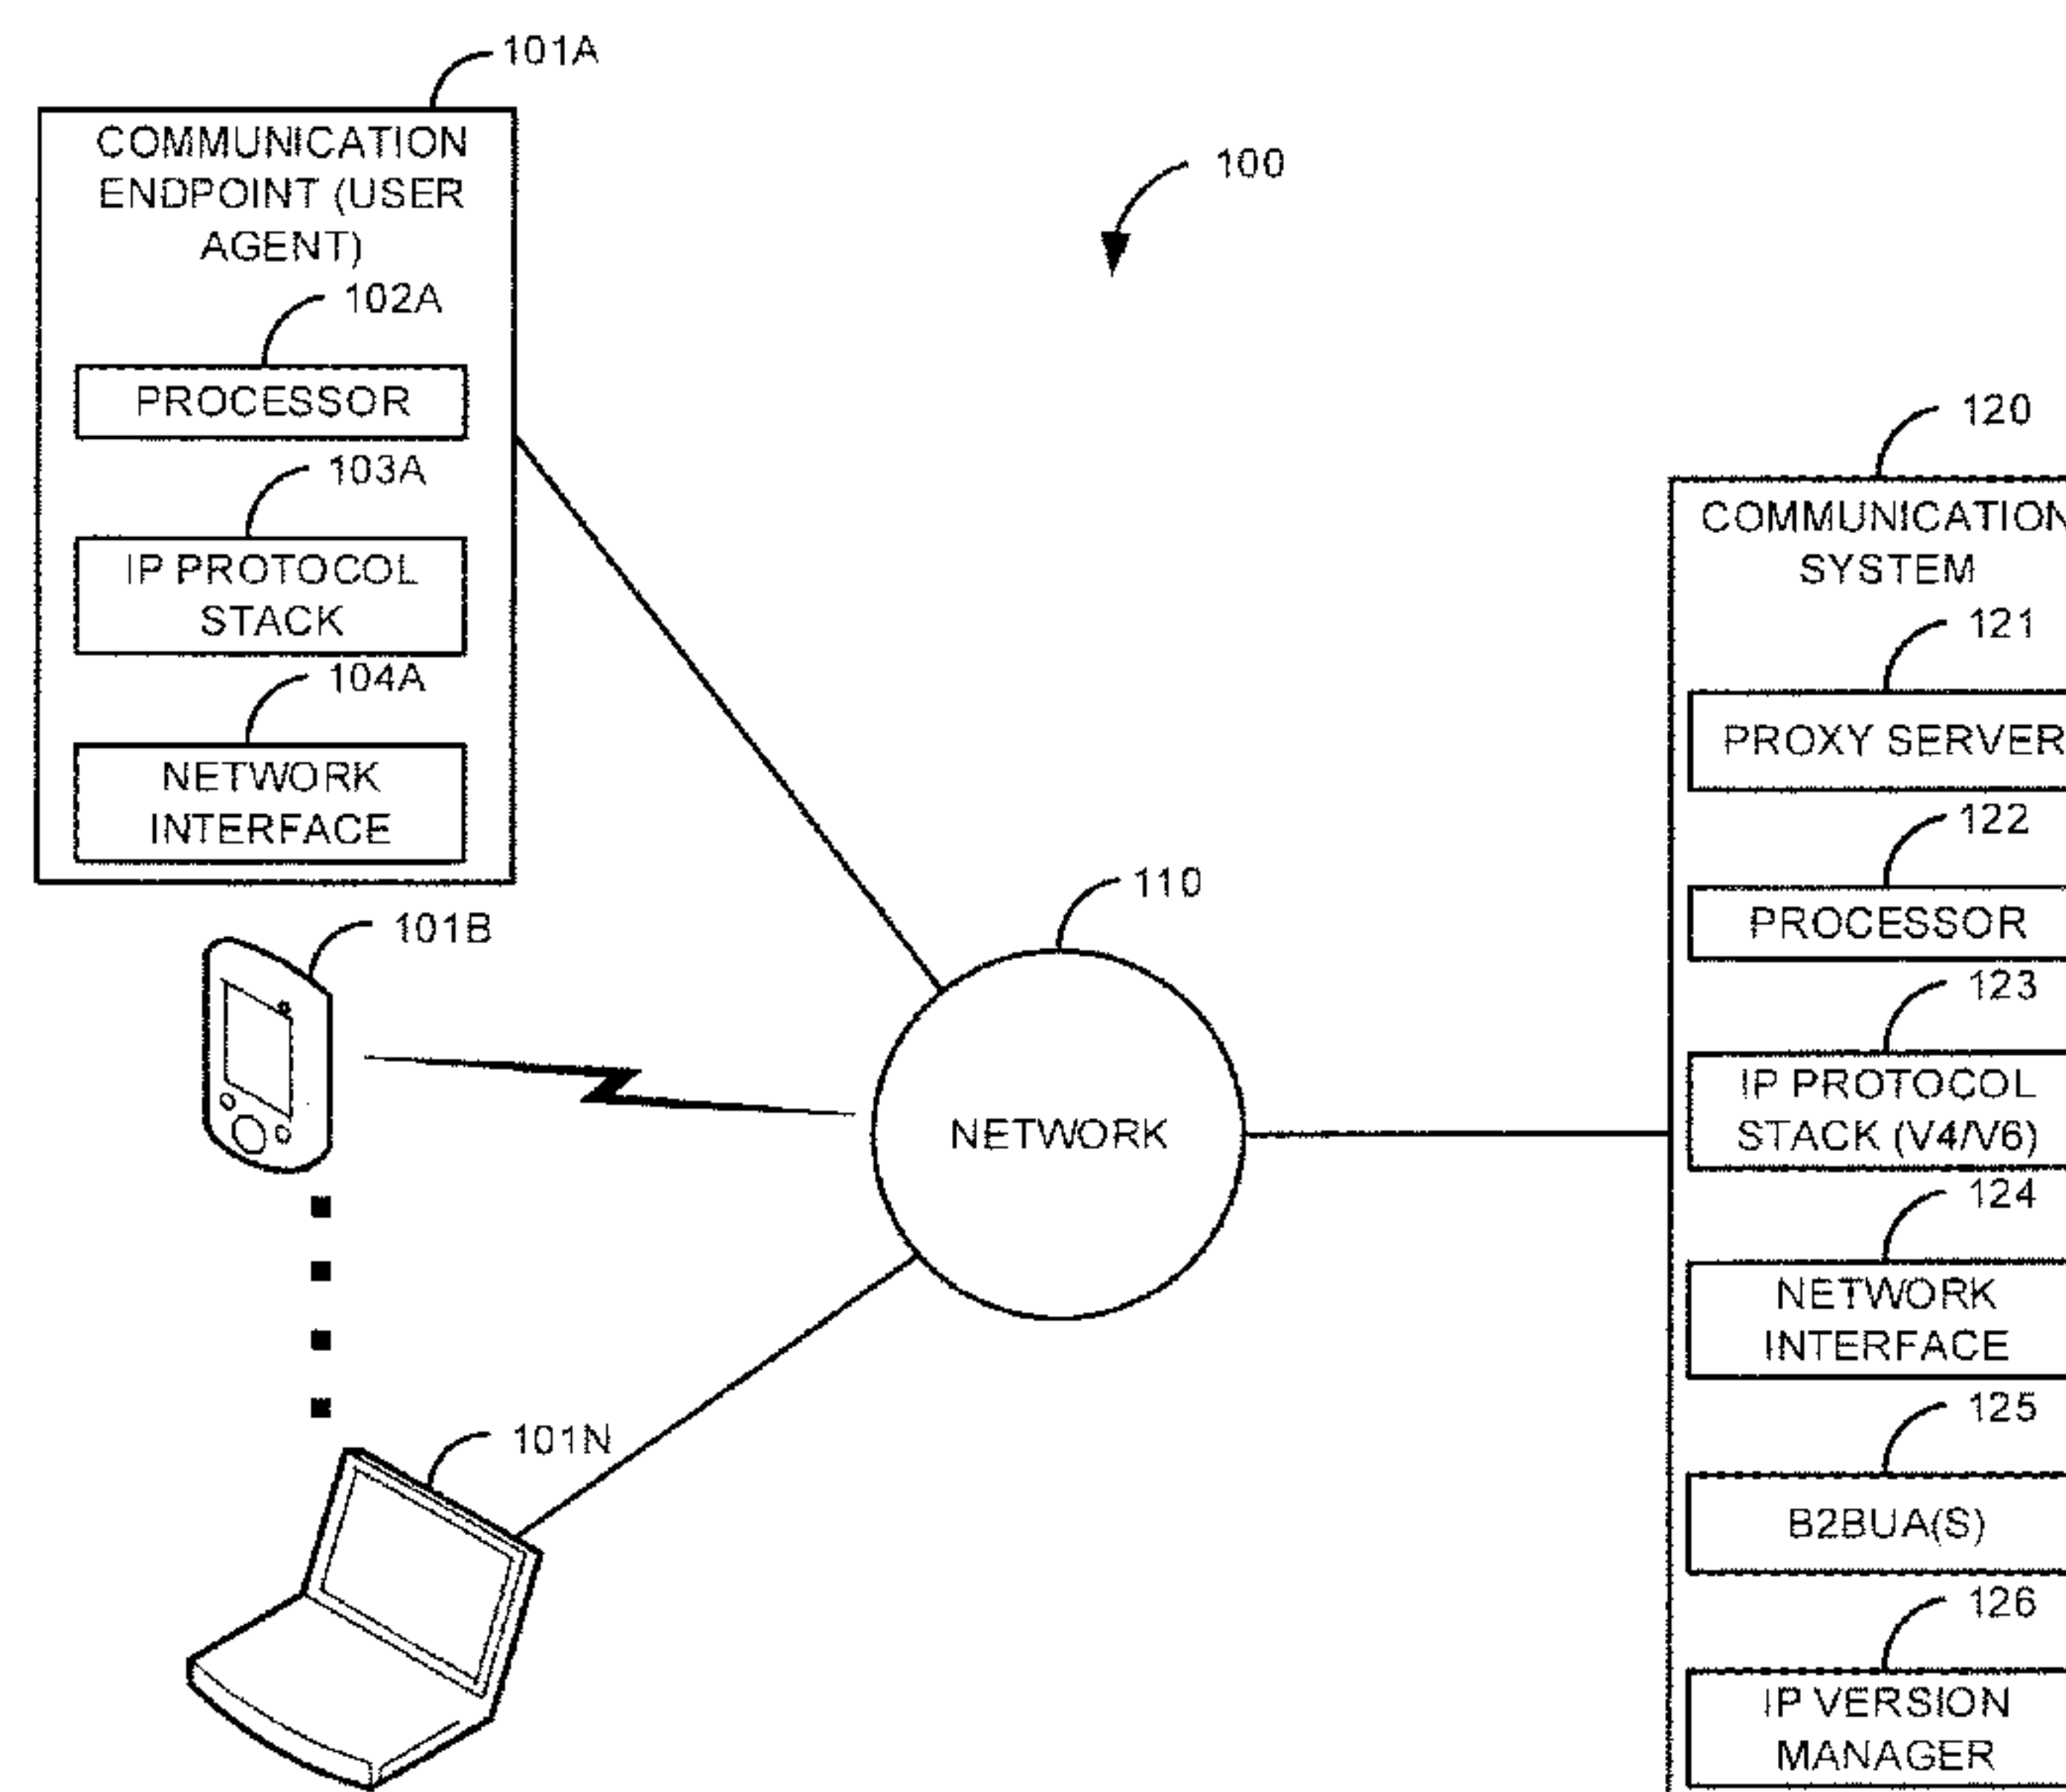 101A
COMMUNICATION
ENDPOINT (USER
AGENT)
102A
PROCESSOR
103A
IP PROTOCOL
STACK
104A
NETWORK
INTERFACE
100
101B
101N
110
NETWORK
120
COMMUNICATION
SYSTEM
121
PROXY SERVER
122
PROCESSOR
123
IP PROTOCOL
STACK (V4/V6)
124
NETWORK
INTERFACE
125
B2BUA(S)
126
IP VERSION
MANAGER